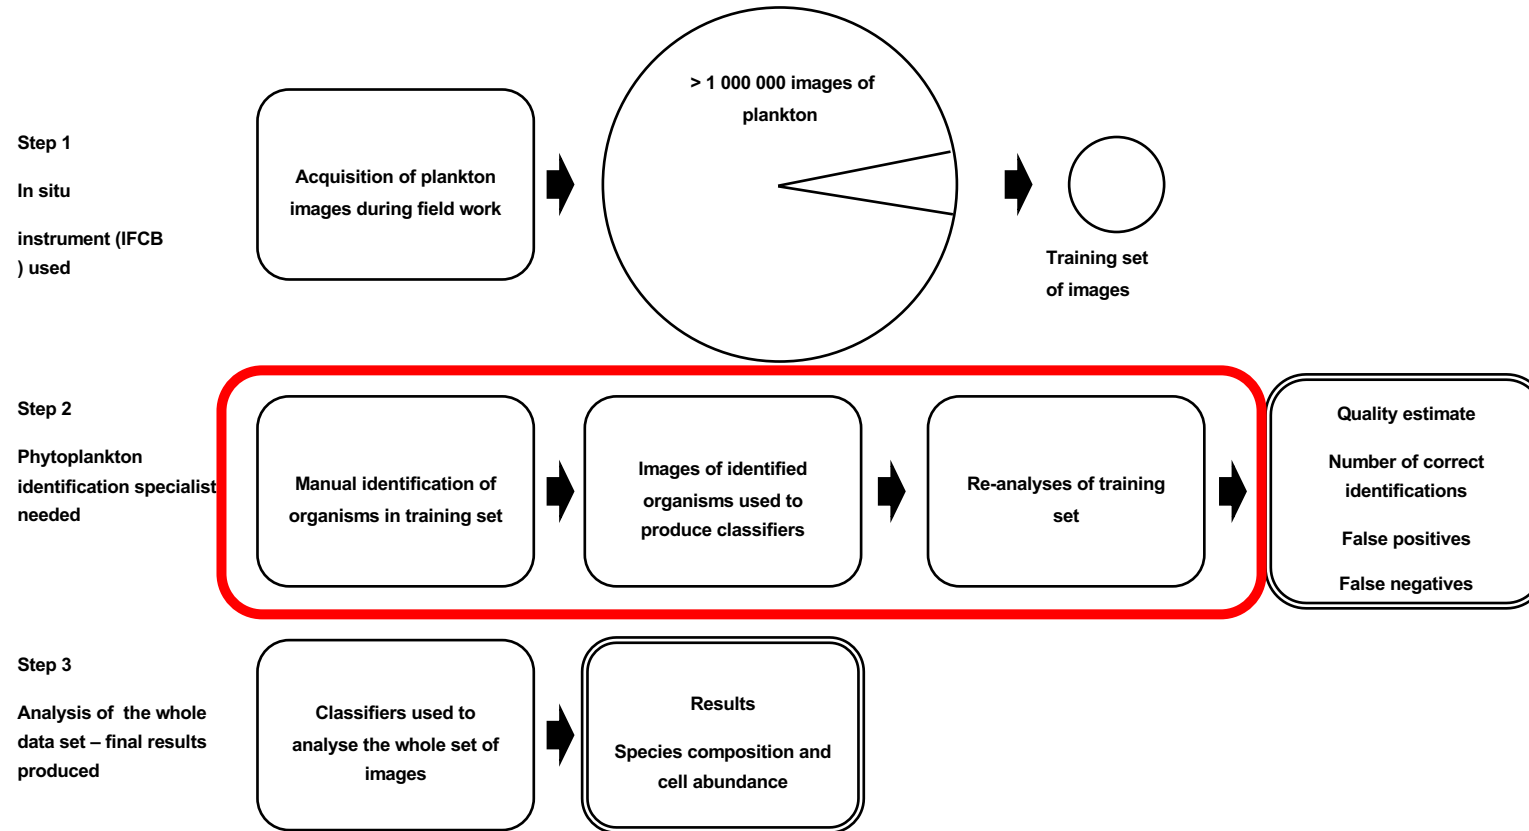 Step 1
In situ
instrument (IFCB
) used
Acquisition of plankton
images during field work
> 1 000 000 images of
plankton
Training set
of images
Step 2
Phytoplankton
identification specialist
needed
Manual identification of
organisms in training set
Images of identified
organisms used to
produce classifiers
Re-analyses of training
set
Quality estimate
Number of correct
identifications
False positives
False negatives
Step 3
Analysis of the whole
data set – final results
produced
Classifiers used to
analyse the whole set of
images
Results
Species composition and
cell abundance